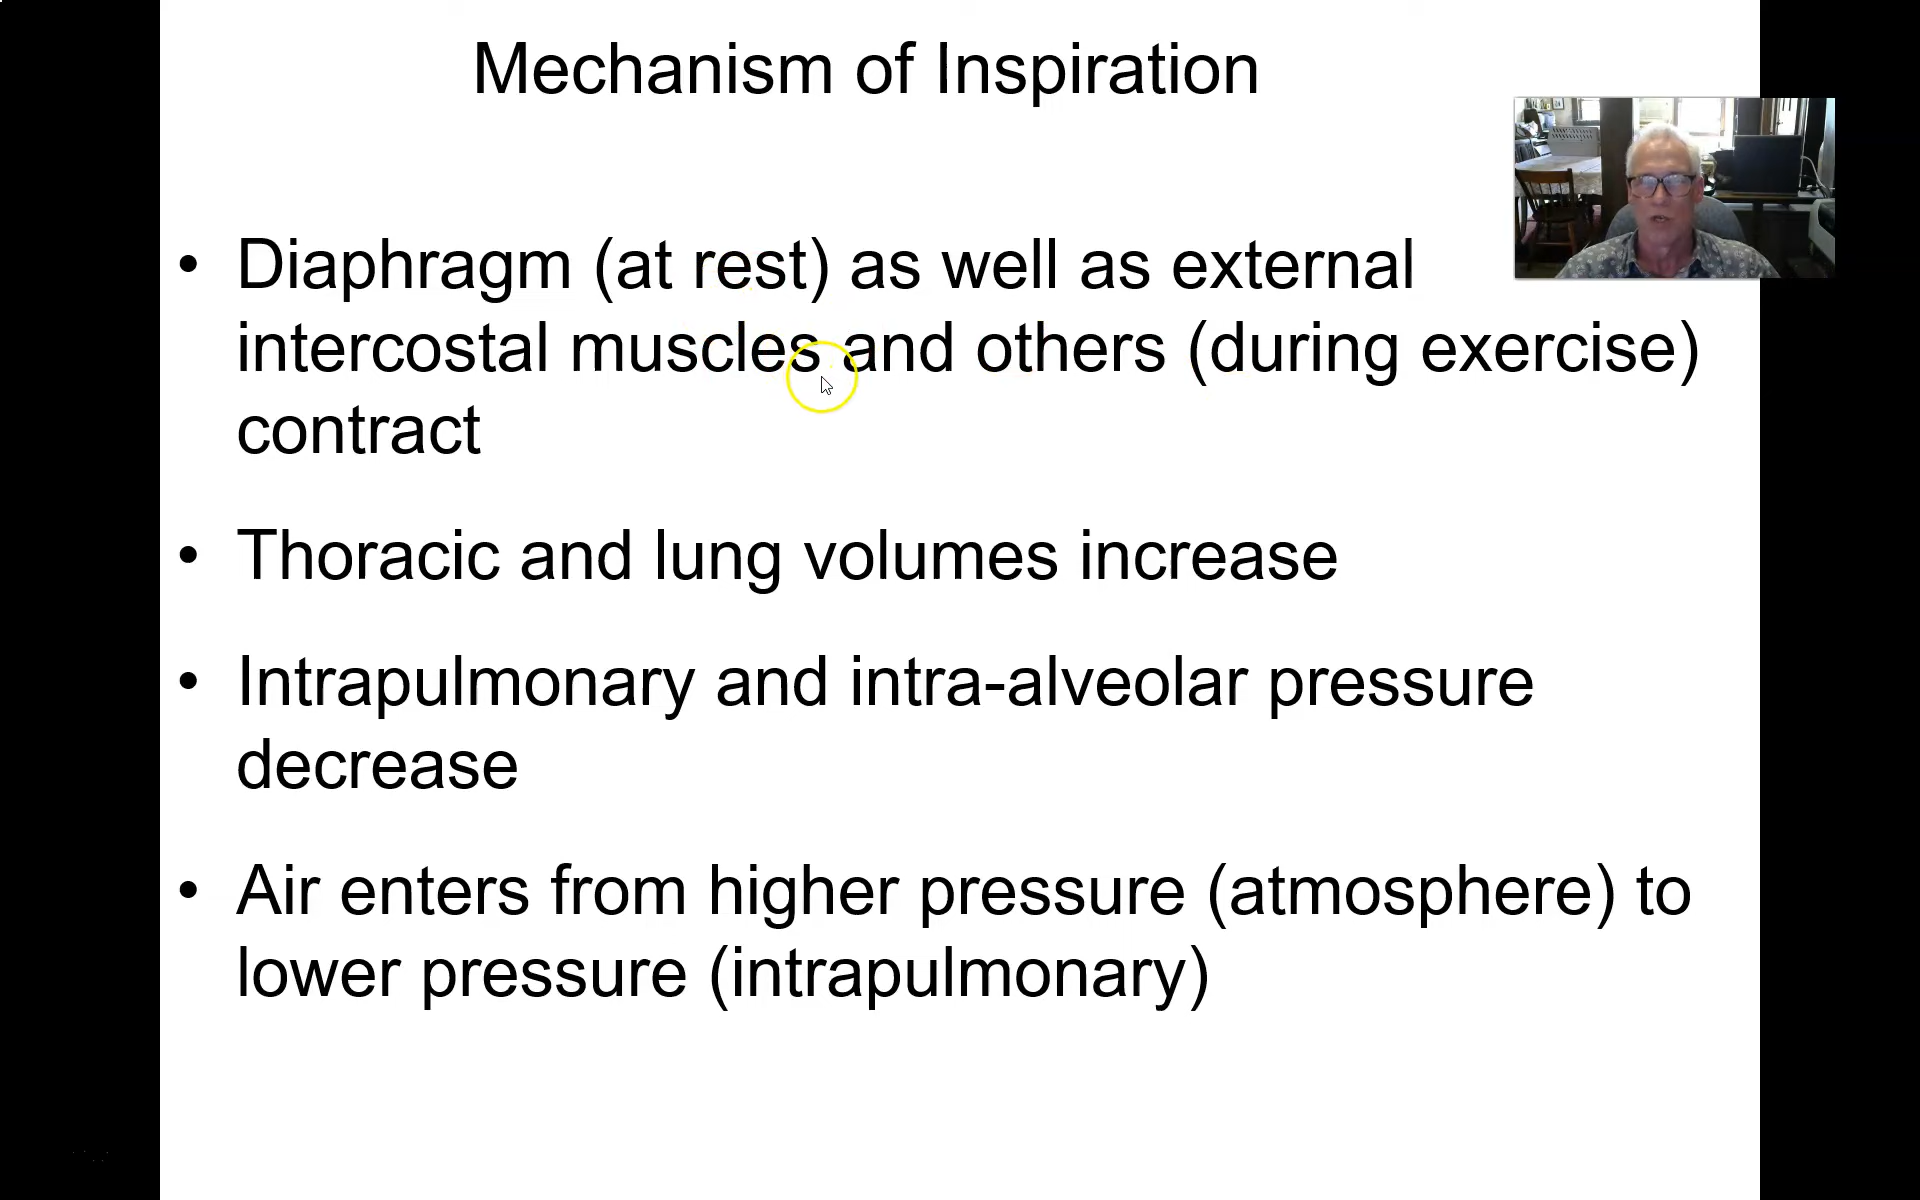 Mechanism of Inspiration
• Diaphragm (at rest) as well as external
intercostal muscles and others (during exercise)
contract
• Thoracic and lung volumes increase
• Intrapulmonary and intra-alveolar pressure
decrease
• Air enters from higher pressure (atmosphere) to
lower pressure (intrapulmonary)